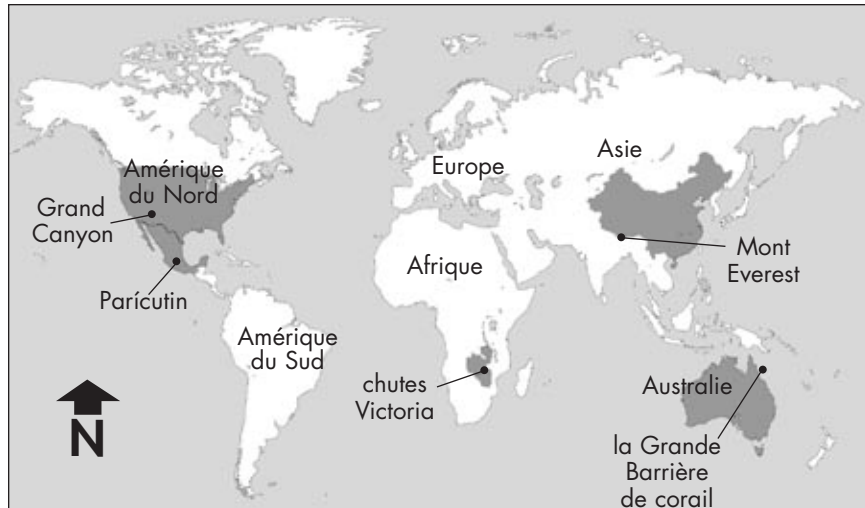 Amérique
du Nord
Grand
Canyon
Parícutin
Amérique
du Sud
N
Europe
Asie
Afrique
chutes
Victoria
Mont
Everest
Australie
la Grande
Barrière
de corail